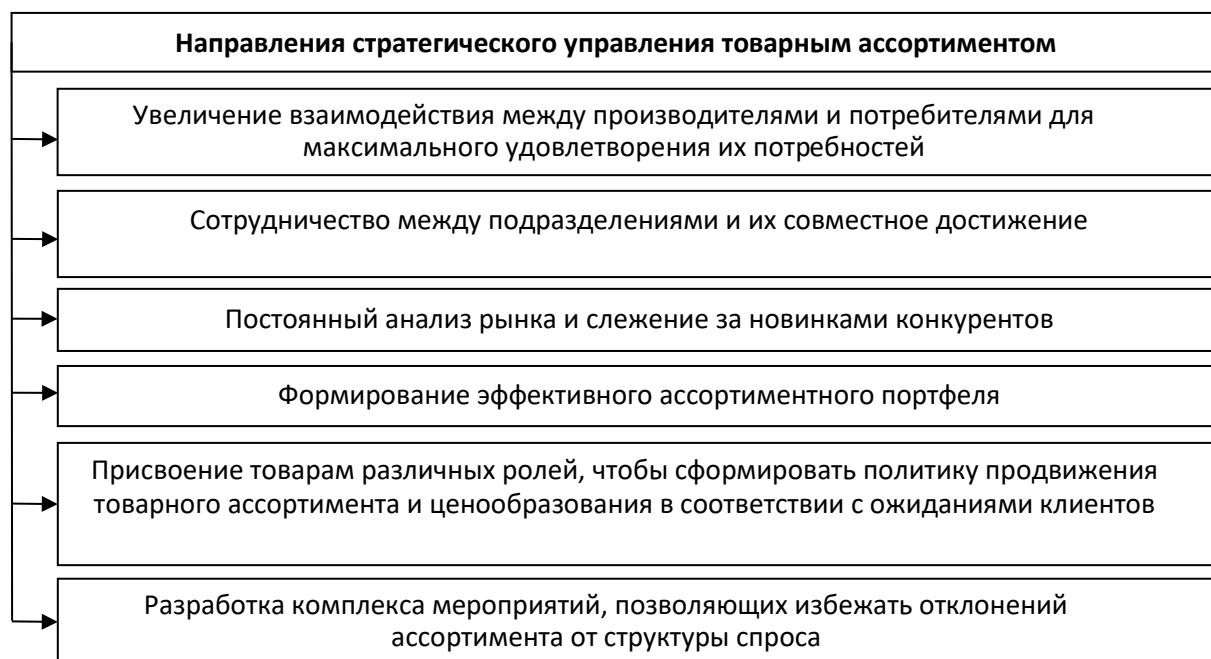 Направления стратегического управления товарным ассортиментом
Увеличение взаимодействия между производителями и потребителями для
максимального удовлетворения их потребностей
Сотрудничество между подразделениями и их совместное достижение
Постоянный анализ рынка и слежение за новинками конкурентов
Формирование эффективного ассортиментного портфеля
Присвоение товарам различных ролей, чтобы сформировать политику продвижения
товарного ассортимента и ценообразования в соответствии с ожиданиями клиентов
Разработка комплекса мероприятий, позволяющих избежать отклонений
ассортимента от структуры спроса